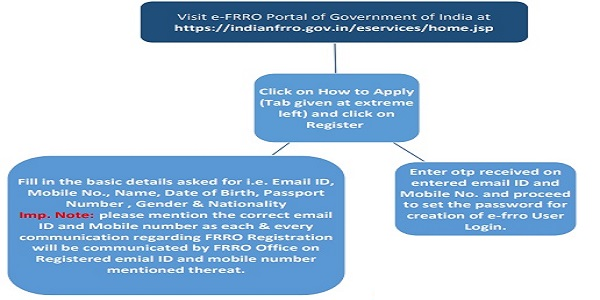 Visit e-FRRO Portal of Government of India at
https://indianfrro.gov.in/eservices/home.jsp
Click on How to Apply
(Tab given at extreme
left) and click on
Register
Fill in the basic details asked for i.e. Email ID,
Mobile No., Name, Date of Birth, Passport
Number , Gender & Nationality
Imp. Note: please mention the correct email
ID and Mobile number as each & every
communication regarding FRRO Registration
will be communicated by FRRO Office on
Registered emial ID and mobile number
mentioned thereat.
Enter otp received on
entered email ID and
Mobile No. and proceed
to set the password for
creation of e-frro User
Login.